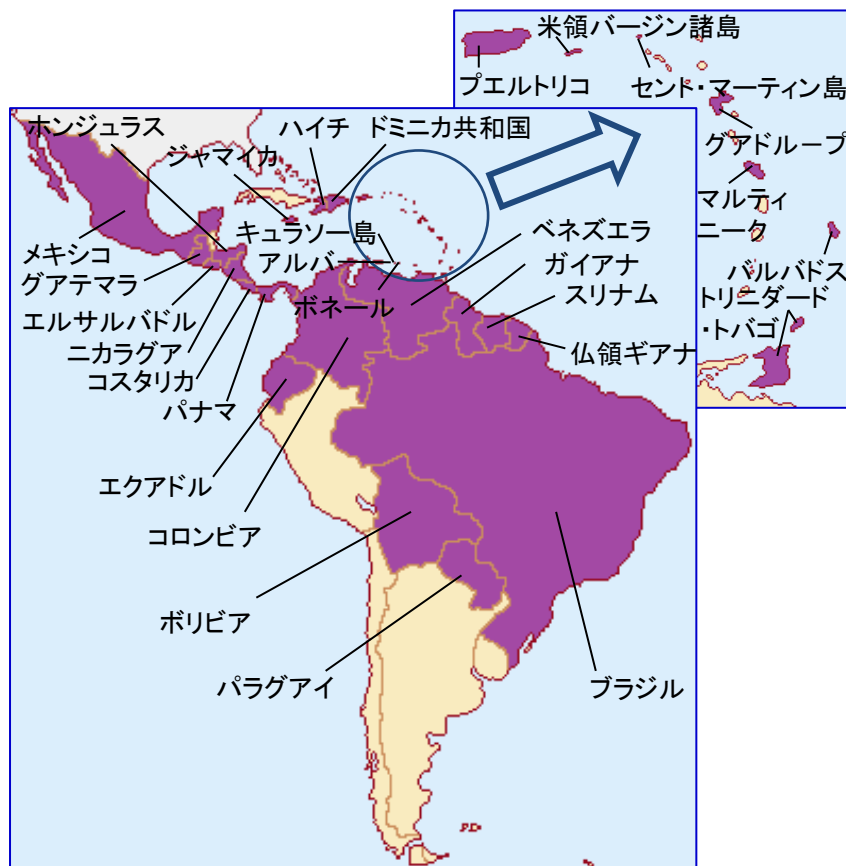 米領バージン諸島
プエルトリコ
セント・マーティン島
グアドループ
マルティ
ニーク
バルバドス
トリニダード
・トバゴ
ホンジュラス
ハイチ
ドミニカ共和国
ジャマイカ
キュラソー島
アルバ
ボネール
ベネズエラ
ガイアナ
スリナム
仏領ギアナ
メキシコ
グアテマラ
エルサルバドル
ニカラグア
コスタリカ
パナマ
エクアドル
コロンビア
ボリビア
パラグアイ
ブラジル